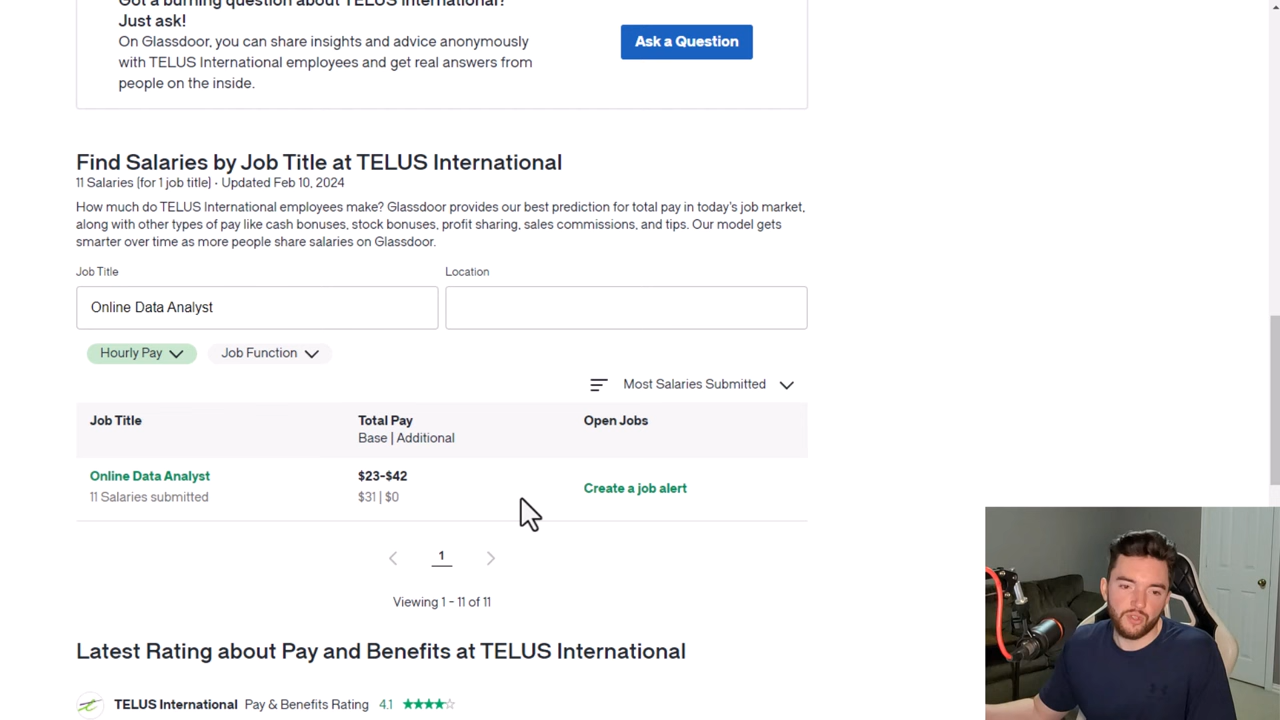 Got a burning question about TELUS International?
Just ask!
On Glassdoor, you can share insights and advice anonymously
with TELUS International employees and get real answers from
people on the inside.
Ask a Question
Find Salaries by Job Title at TELUS International
11 Salaries [for 1 job title] · Updated Feb 10, 2024
How much do TELUS International employees make? Glassdoor provides our best prediction for total pay in today's job market,
along with other types of pay like cash bonuses, stock bonuses, profit sharing, sales commissions, and tips. Our model gets
smarter over time as more people share salaries on Glassdoor.
Job Title Location
Online Data Analyst
Hourly Pay Job Function
Most Salaries Submitted
Job Title Total Pay Open Jobs
Base | Additional
Online Data Analyst $23-$42
Create a job alert
11 Salaries submitted $31 | $0
1
Viewing 1 - 11 of 11
Latest Rating about Pay and Benefits at TELUS International
TELUS International Pay & Benefits Rating 4.1 ★★★★☆